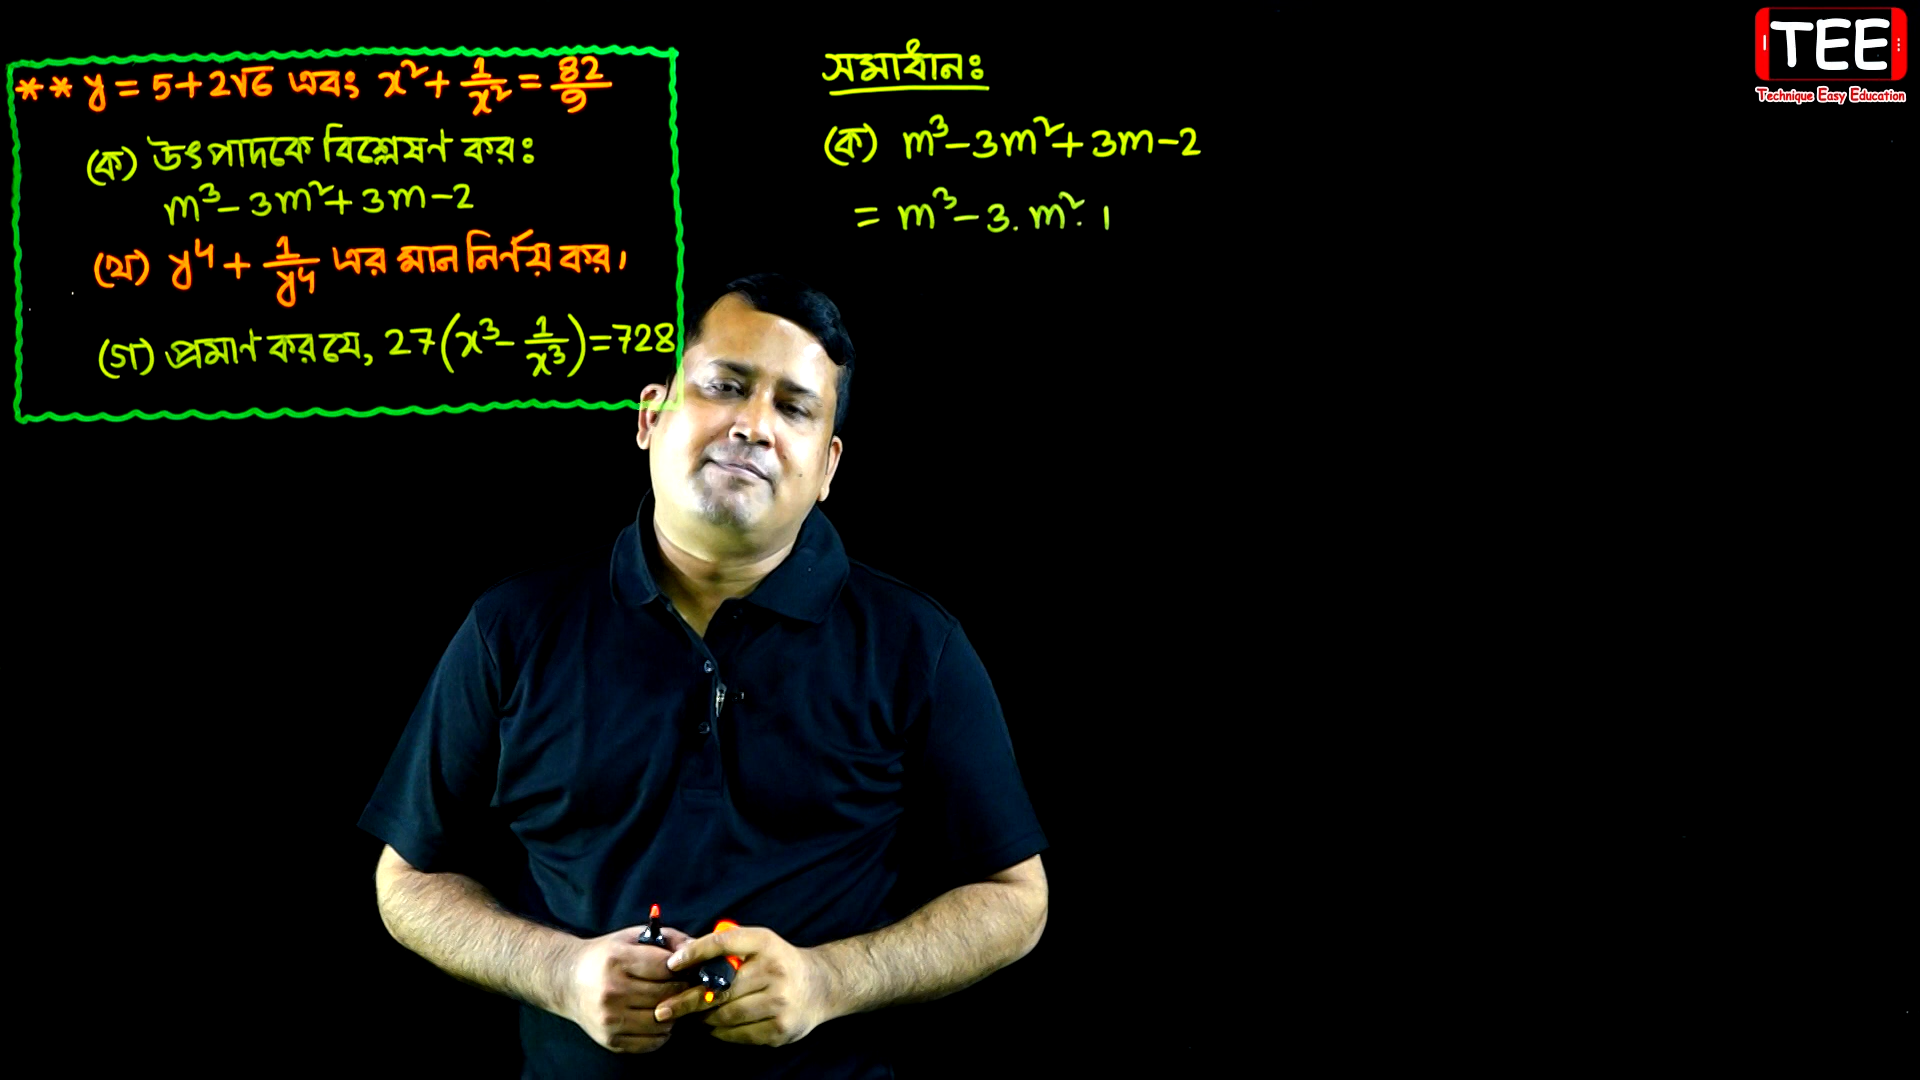 ** y = 5+2√6 এবং x² + 1/x² = 82/9
(ক) উৎপাদকে বিশ্লেষণ কর:
m³ - 3m² + 3m - 2
(খ) y⁴ + 1/y⁴ এর মান নির্ণয় কর।
(গ) প্রমাণ কর যে, 27(x³ - 1/x³) = 728
সমাধানঃ
(ক) m³ - 3m² + 3m - 2
= m³ - 3. m². 1
TEE
Technique Easy Education